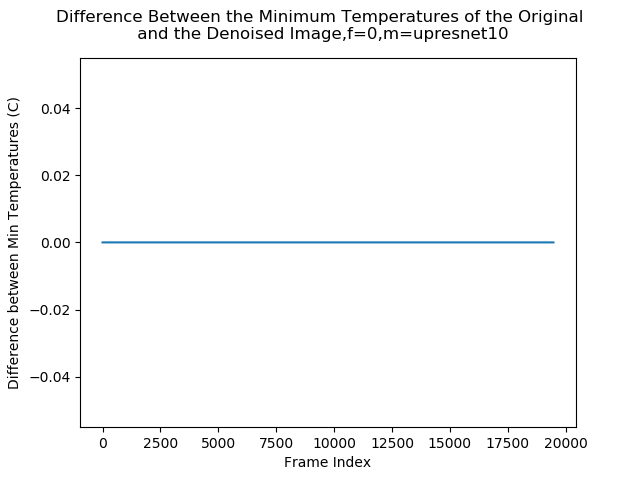 Difference Between the Minimum Temperatures of the Original
and the Denoised Image,f=0,m=upresnet10
Difference between Min Temperatures (C)
0.04
0.02
0.00
−0.02
−0.04
0 2500 5000 7500 10000 12500 15000 17500 20000
Frame Index